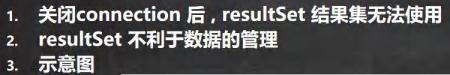 1. 关闭connection 后，resultSet 结果集无法使用
2. resultSet 不利于数据的管理
3. 示意图